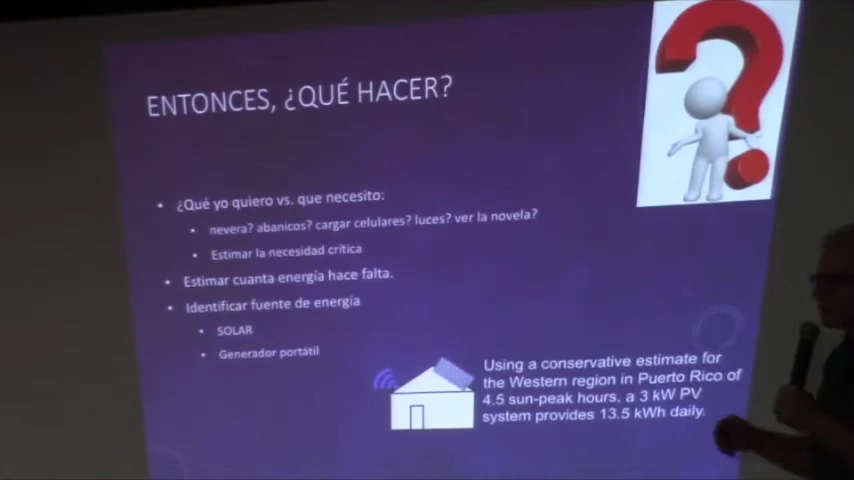 ENTONCES, ¿QUÉ HACER?
¿Qué yo quiero vs. que necesito:
nevera? abanicos? cargar celulares? luces? ver la novela?
Estimar la necesidad crítica
Estimar cuanta energía hace falta.
Identificar fuente de energía
SOLAR
Generador portátil
Using a conservative estimate for
the Western region in Puerto Rico of
4.5 sun-peak hours, a 3 kW PV
system provides 13.5 kWh daily.